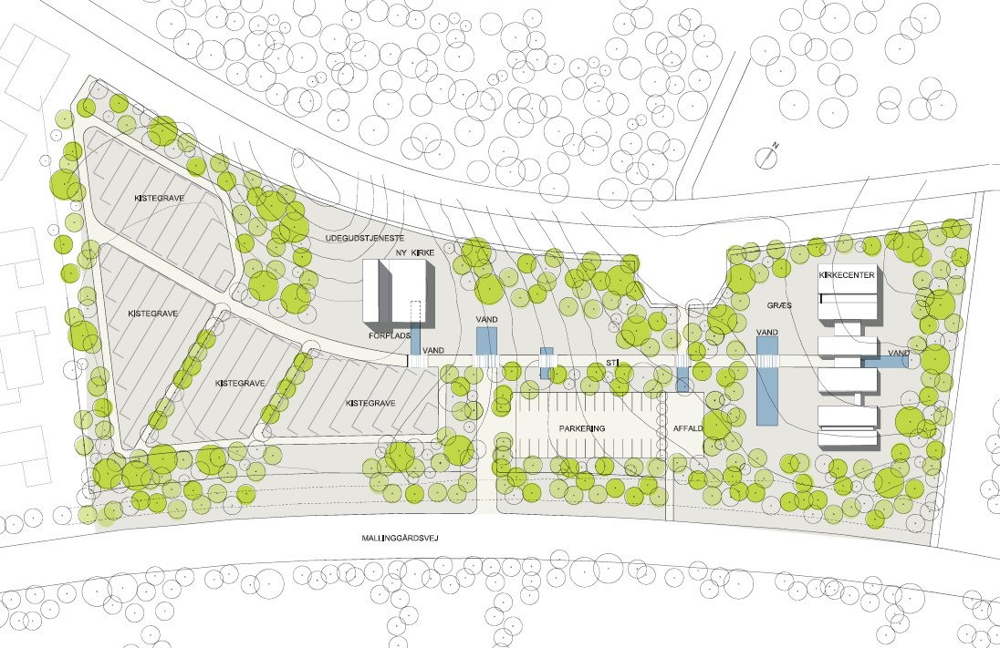 N
KISTEGRAVE
UDEGUDSTJENESTE
NY KIRKE
KIRKECENTER
GRÆS
KISTEGRAVE
VAND
FORPLADS
VAND
VAND
VAND
STI
KISTEGRAVE
KISTEGRAVE
PARKERING
AFFALD
MALLINGGÅRDSVEJ